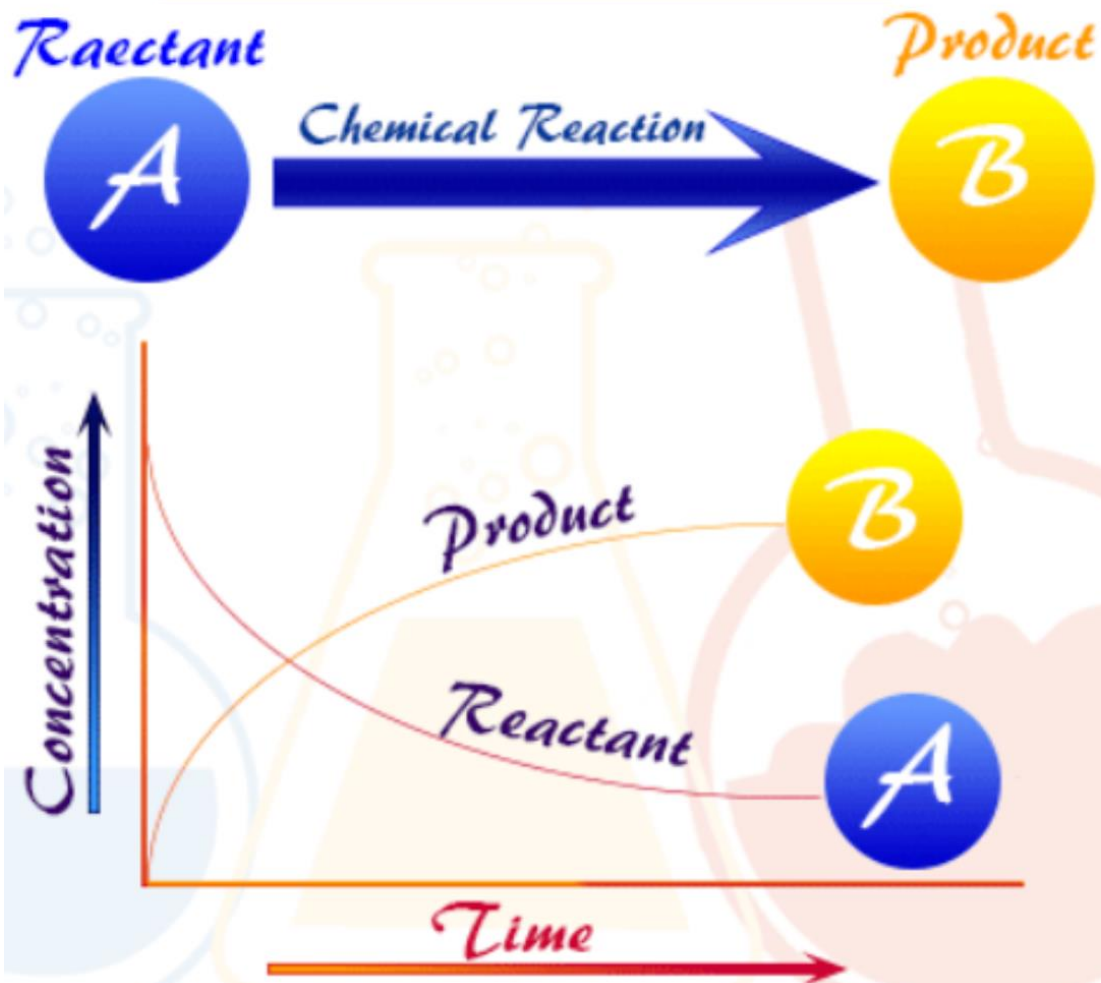 Raectant
Product
A
Chemical Reaction
B
Concentration
Product
B
Reactant
A
Time